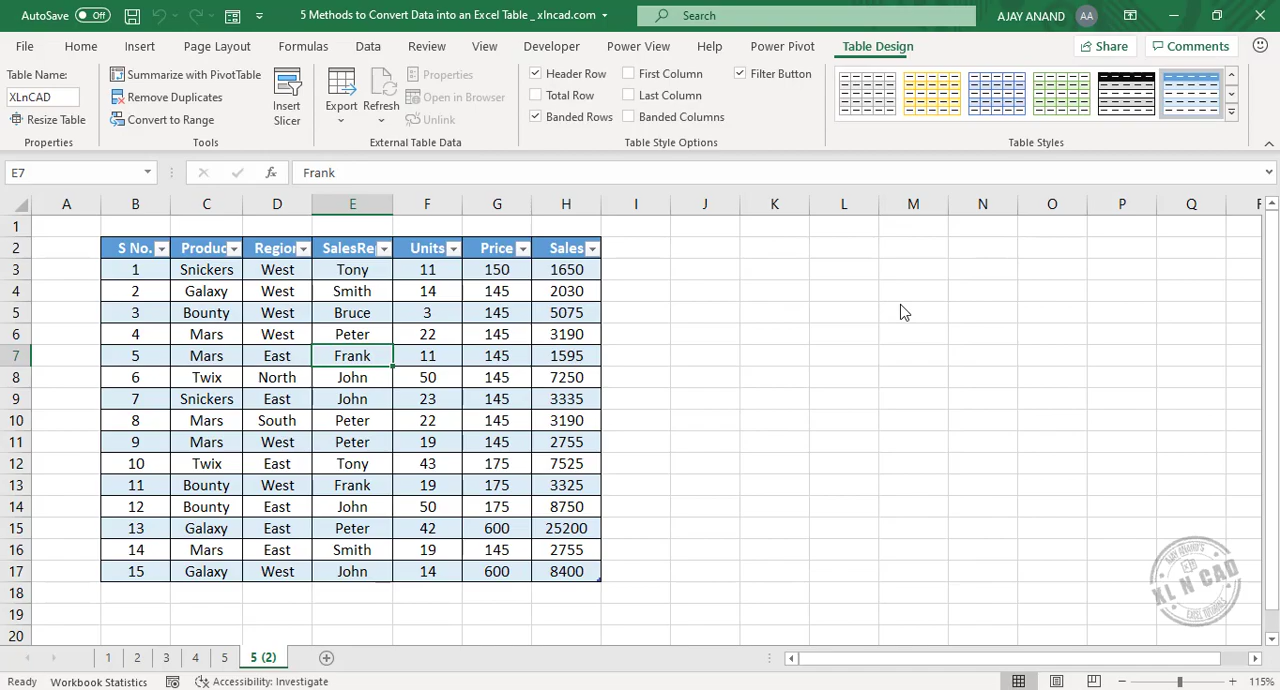 AutoSave Off 5 Methods to Convert Data into an Excel Table _ xlncad.com Search AJAY ANAND AA
File Home Insert Page Layout Formulas Data Review View Developer Power View Help Power Pivot Table Design Share Comments
Table Name: Summarize with PivotTable Properties Header Row First Column Filter Button
XLnCAD Remove Duplicates Insert Slicer Export Refresh Open in Browser Total Row Last Column
Resize Table Convert to Range Unlink Banded Rows Banded Columns
Properties Tools External Table Data Table Style Options Table Styles
E7 fx Frank
A B C D E F G H I J K L M N O P Q
1
2 S No. Produc Region SalesRe Units Price Sales
3 1 Snickers West Tony 11 150 1650
4 2 Galaxy West Smith 14 145 2030
5 3 Bounty West Bruce 3 145 5075
6 4 Mars West Peter 22 145 3190
7 5 Mars East Frank 11 145 1595
8 6 Twix North John 50 145 7250
9 7 Snickers East John 23 145 3335
10 8 Mars South Peter 22 145 3190
11 9 Mars West Peter 19 145 2755
12 10 Twix East Tony 43 175 7525
13 11 Bounty West Frank 19 175 3325
14 12 Bounty East John 50 175 8750
15 13 Galaxy East Peter 42 600 25200
16 14 Mars East Smith 19 145 2755
17 15 Galaxy West John 14 600 8400
18
19
20
AJAY ANAND'S
XL N CAD
EXCEL TUTORIALS
1 2 3 4 5 5 (2)
Ready Workbook Statistics Accessibility: Investigate 115%